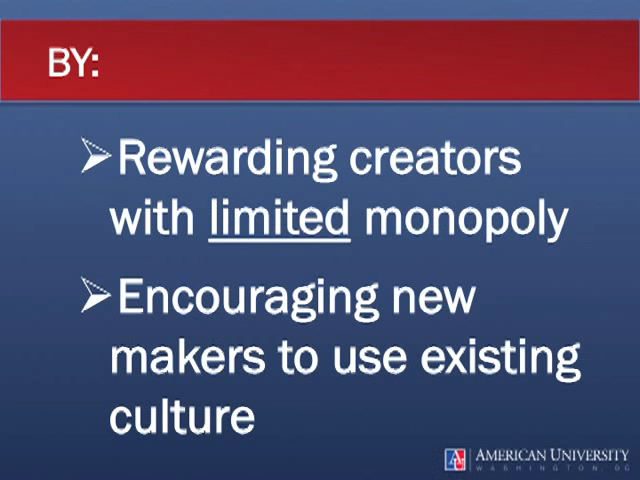 BY:
➢Rewarding creators
with limited monopoly
➢Encouraging new
makers to use existing
culture
AMERICAN UNIVERSITY
WASHINGTON, DC